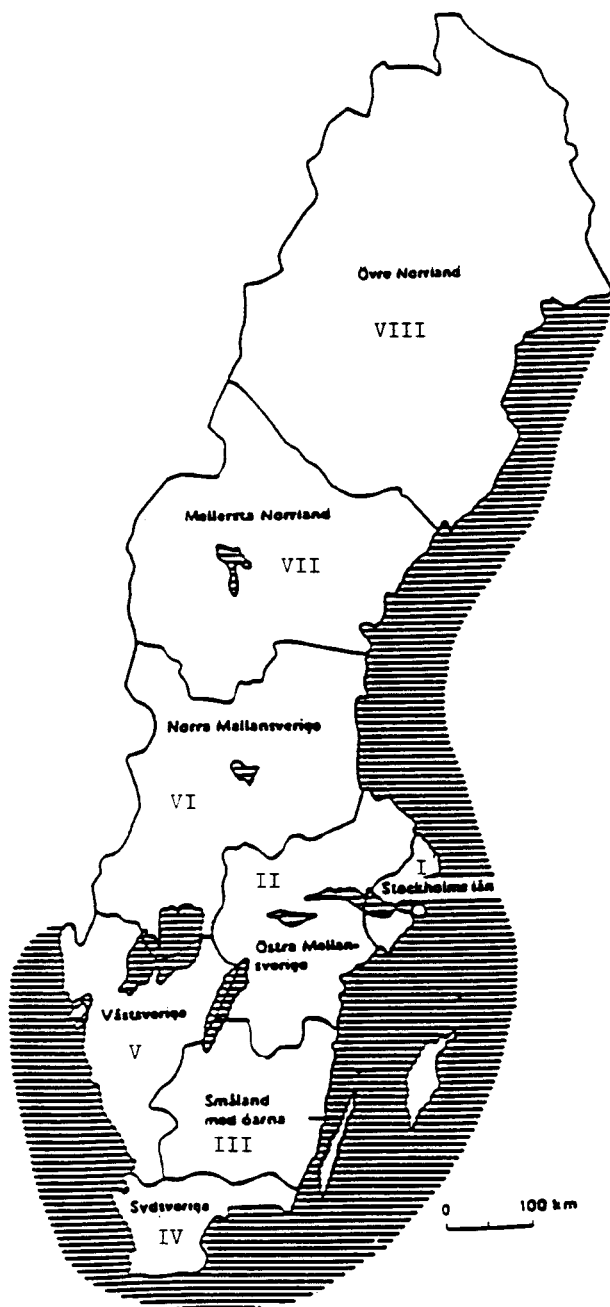 Övre Norrland
VIII
Mellersta Norrland
VII
Norra Mellansverige
VI
I
II
Stockholms län
Östra Mellan-
sverige
Västsverige
V
Småland
med öarna
III
Sydsverige
IV
0 100 km